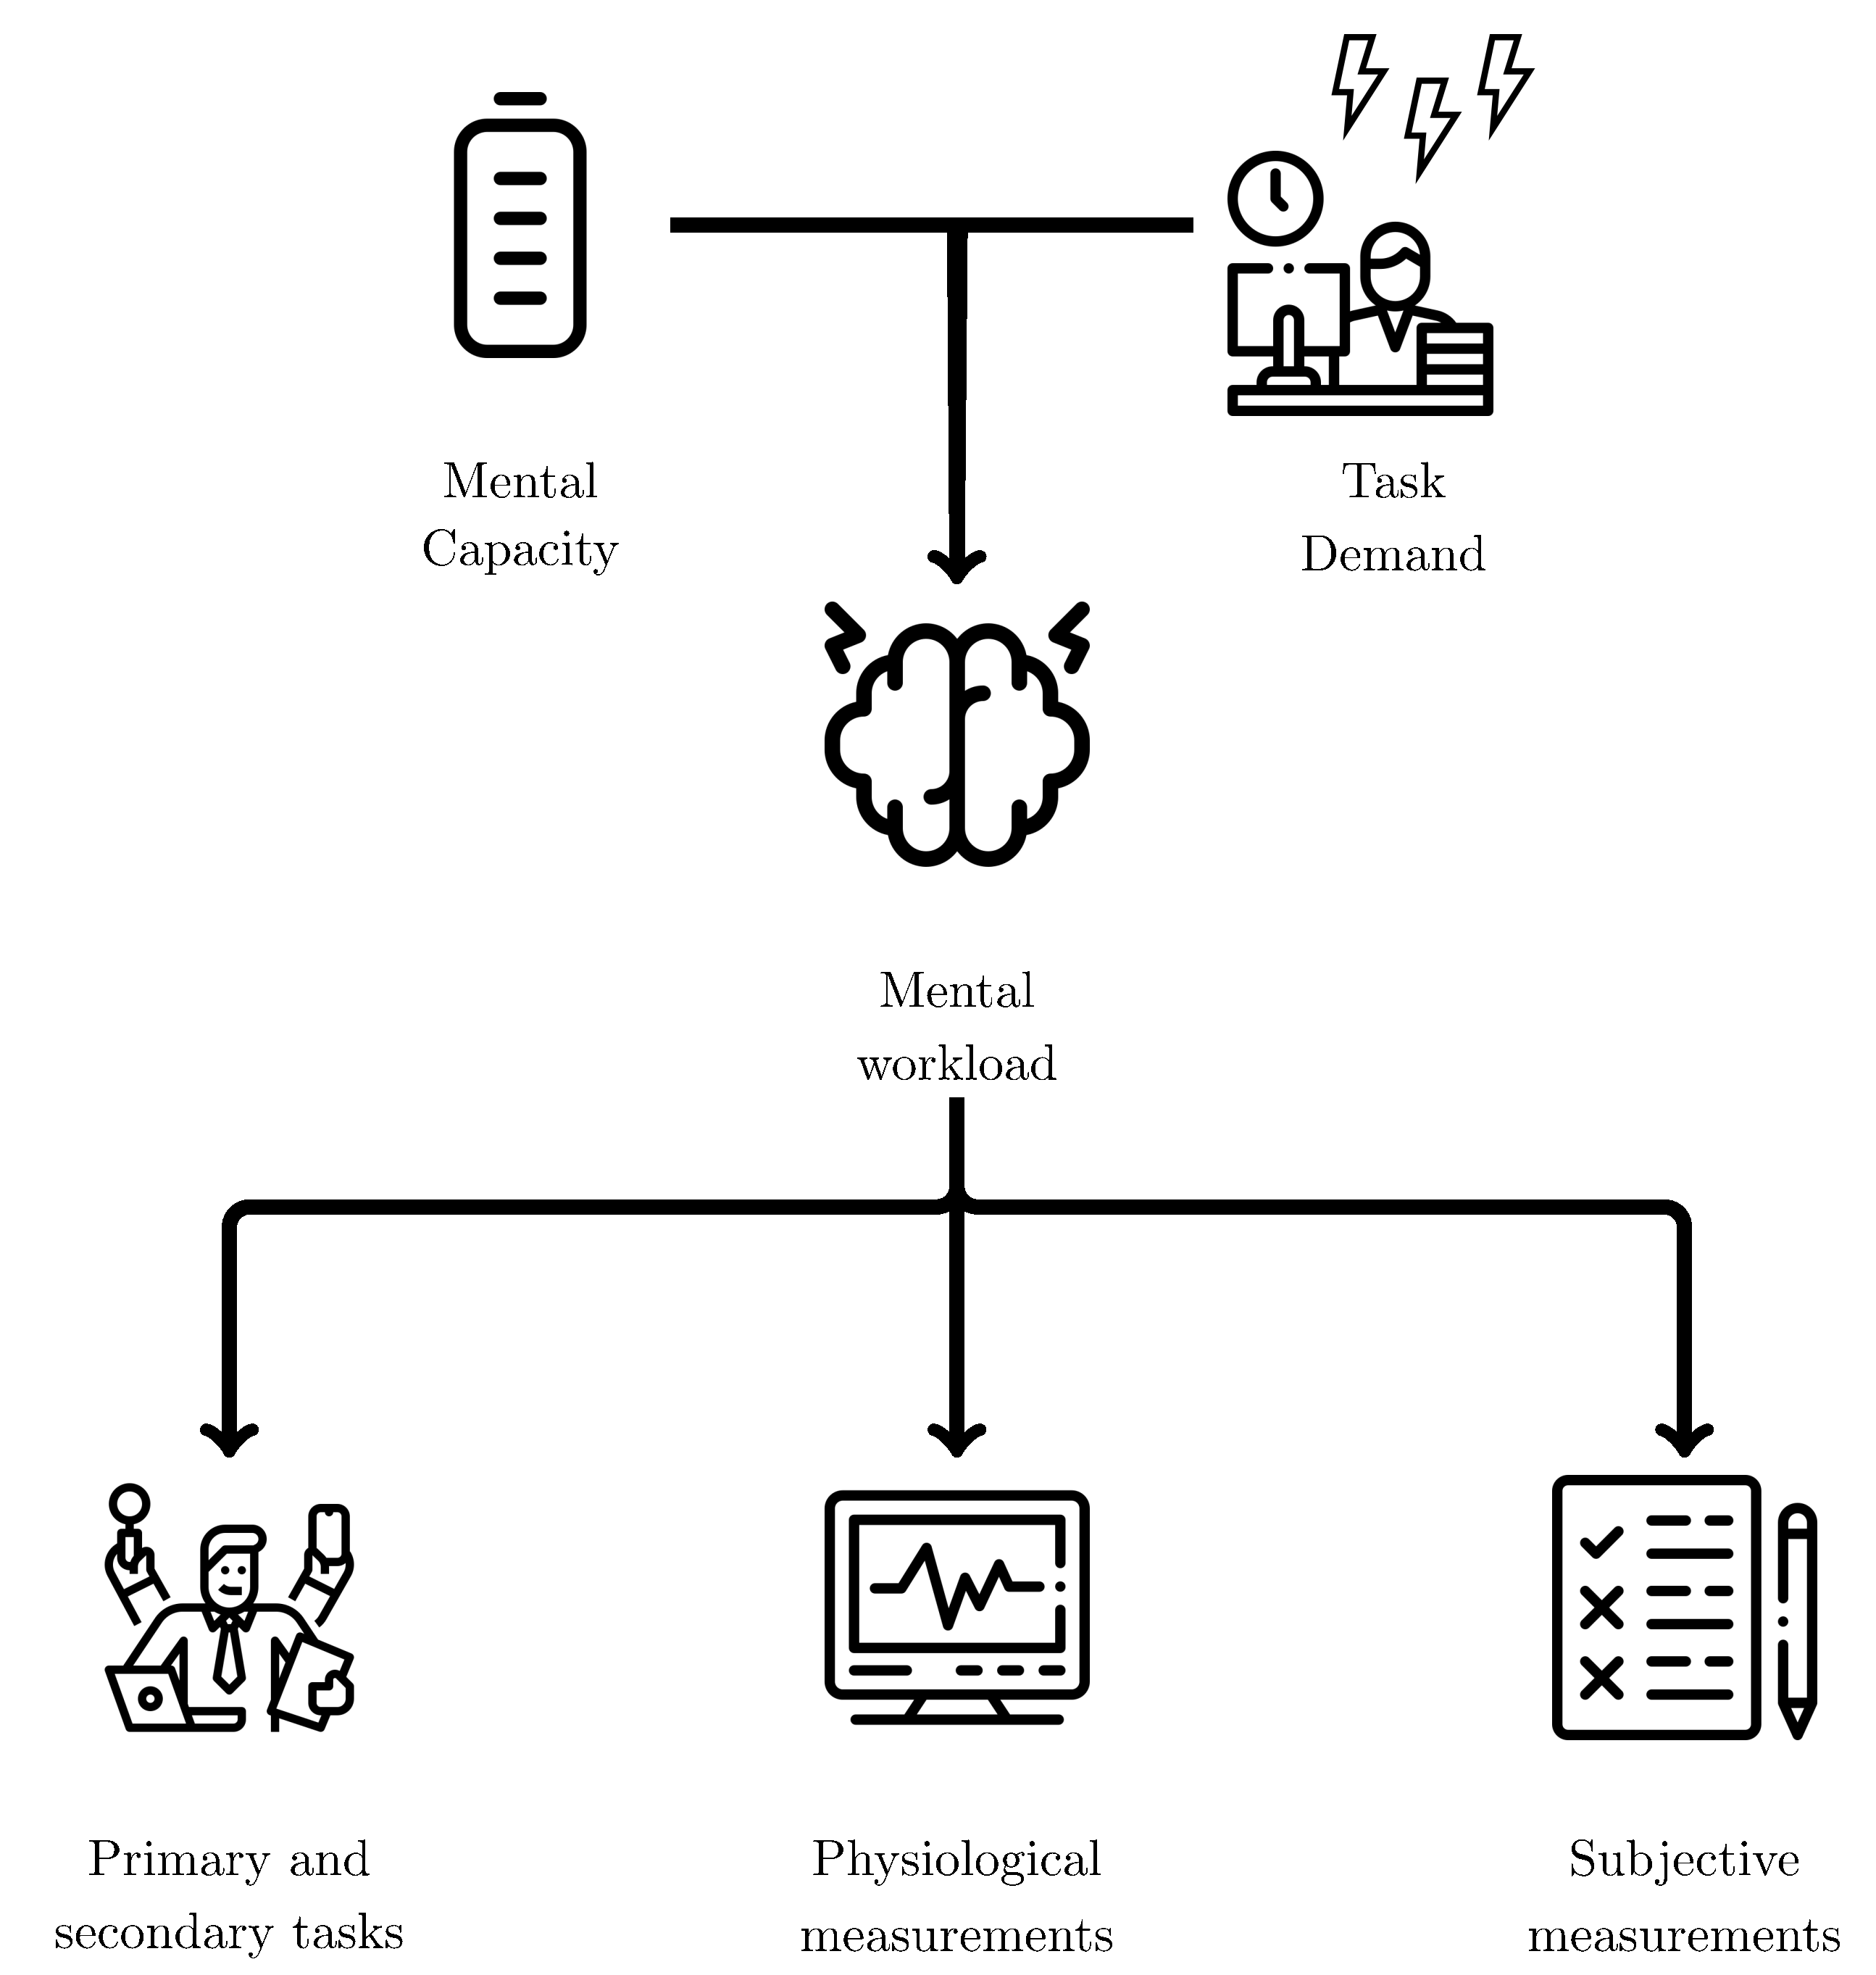 Mental
Capacity
Task
Demand
Mental
workload
Primary and
secondary tasks
Physiological
measurements
Subjective
measurements